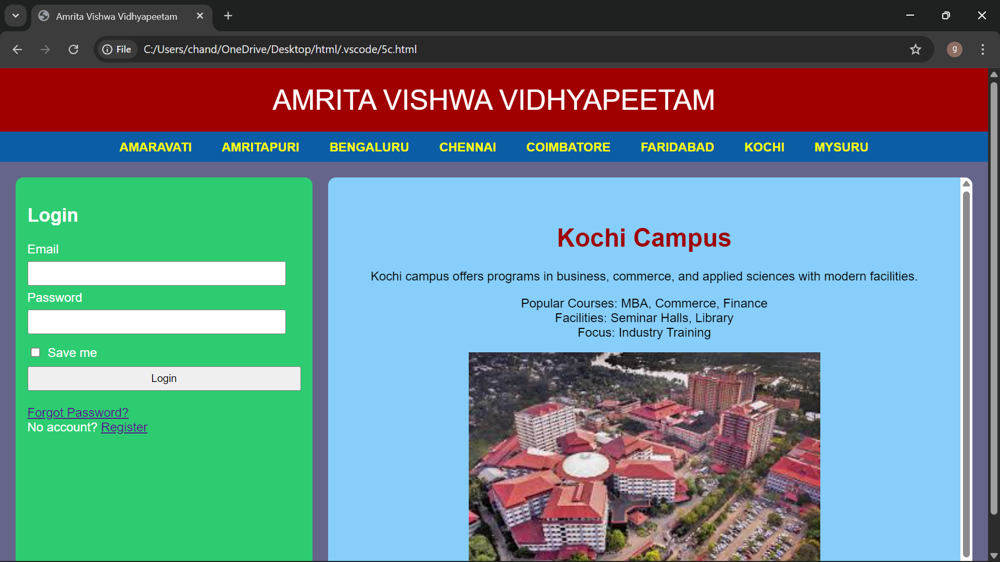 Amrita Vishwa Vidhyapeetam
File C:/Users/chand/OneDrive/Desktop/html/.vscode/5c.html
g
AMRITA VISHWA VIDHYAPEETAM
AMARAVATI AMRITAPURI BENGALURU CHENNAI COIMBATORE FARIDABAD KOCHI MYSURU
Login
Email
Password
Save me
Login
Forgot Password?
No account? Register
Kochi Campus
Kochi campus offers programs in business, commerce, and applied sciences with modern facilities.
Popular Courses: MBA, Commerce, Finance
Facilities: Seminar Halls, Library
Focus: Industry Training